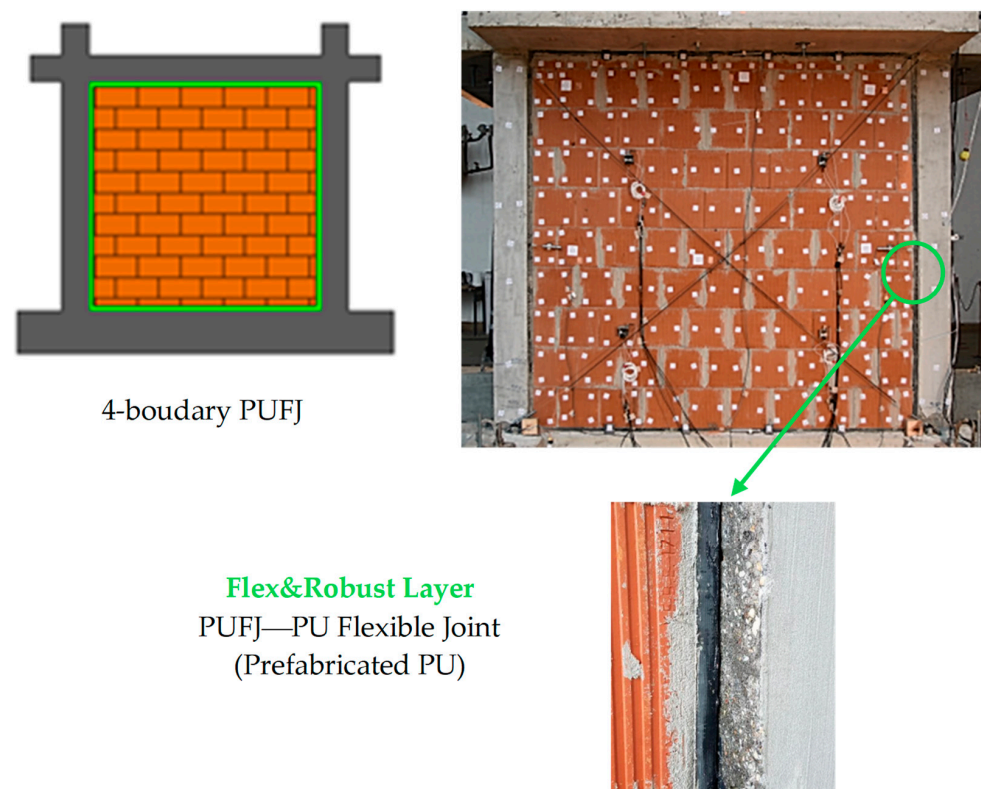 4-boudary PUFJ
Flex&Robust Layer
PUFJ—PU Flexible Joint
(Prefabricated PU)